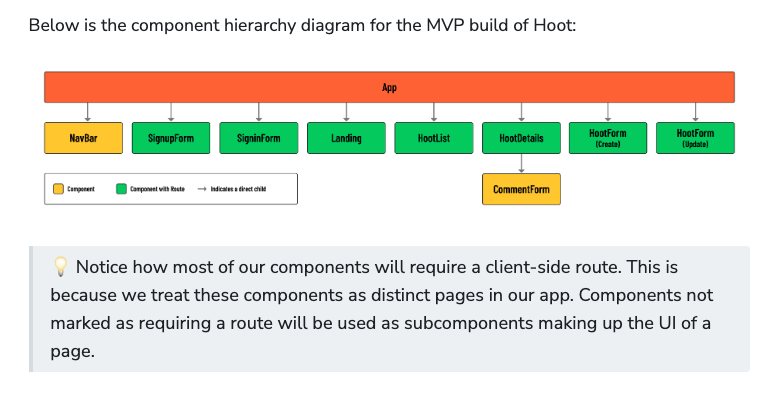 Below is the component hierarchy diagram for the MVP build of Hoot:
App
NavBar
SignupForm
SigninForm
Landing
HootList
HootDetails
HootForm
(Create)
HootForm
(Update)
Component
Component with Route
Indicates a direct child
CommentForm
💡 Notice how most of our components will require a client-side route. This is
because we treat these components as distinct pages in our app. Components not
marked as requiring a route will be used as subcomponents making up the UI of a
page.